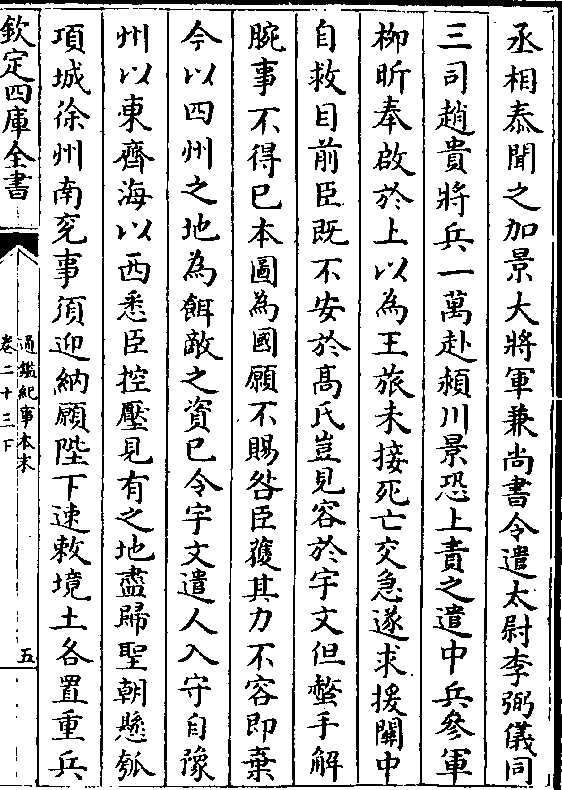 丞相泰聞之加景大將軍兼尚書令遣太尉李弼儀同
三司趙貴將兵一萬赴潁川景恐上責之遣中兵參軍
柳昕奉啟於上以為王旅未接死亡交急遂求援關中
自救目前臣既不安於髙氏豈見容於宇文但螫手解
腕事不得已本圖為國願不賜咎臣獲其力不容即棄
今以四州之地為餌敵之資已令宇文遣人入守自豫
州以東齊海以西悉臣控壓見有之地盡歸聖朝懸瓠
項城徐州南兖事須迎納願陛下速敕境土各置重兵
欽定四庫全書
通鑑紀事本末
卷二十三下
五